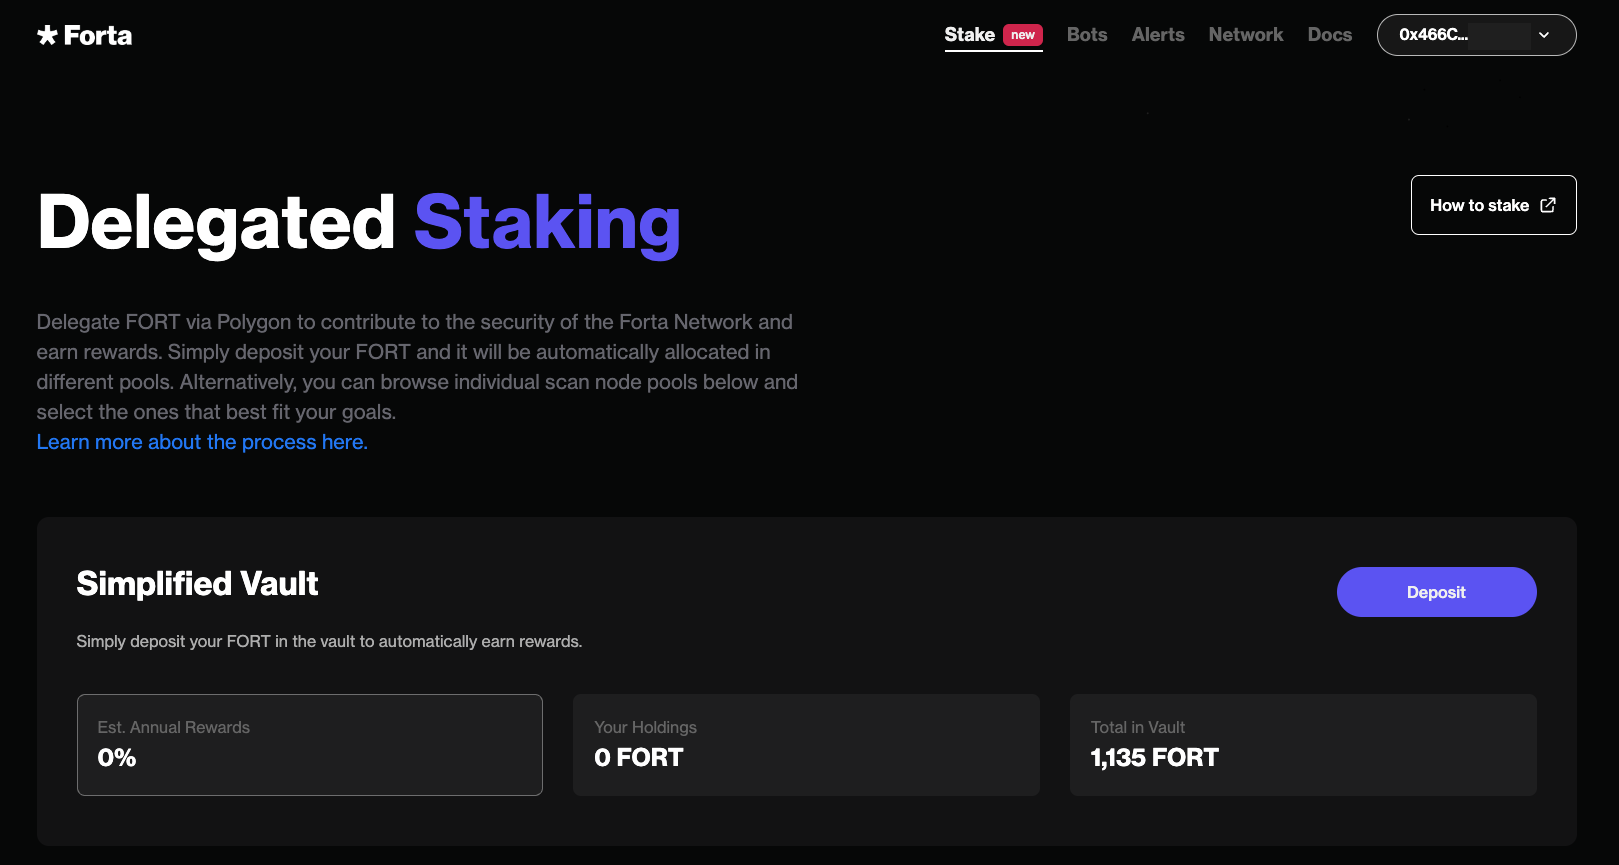 Forta
Stake new Bots Alerts Network Docs 0x466C...
Delegated Staking
How to stake
Delegate FORT via Polygon to contribute to the security of the Forta Network and
earn rewards. Simply deposit your FORT and it will be automatically allocated in
different pools. Alternatively, you can browse individual scan node pools below and
select the ones that best fit your goals.
Learn more about the process here.
Simplified Vault
Deposit
Simply deposit your FORT in the vault to automatically earn rewards.
Est. Annual Rewards
0%
Your Holdings
0 FORT
Total in Vault
1,135 FORT